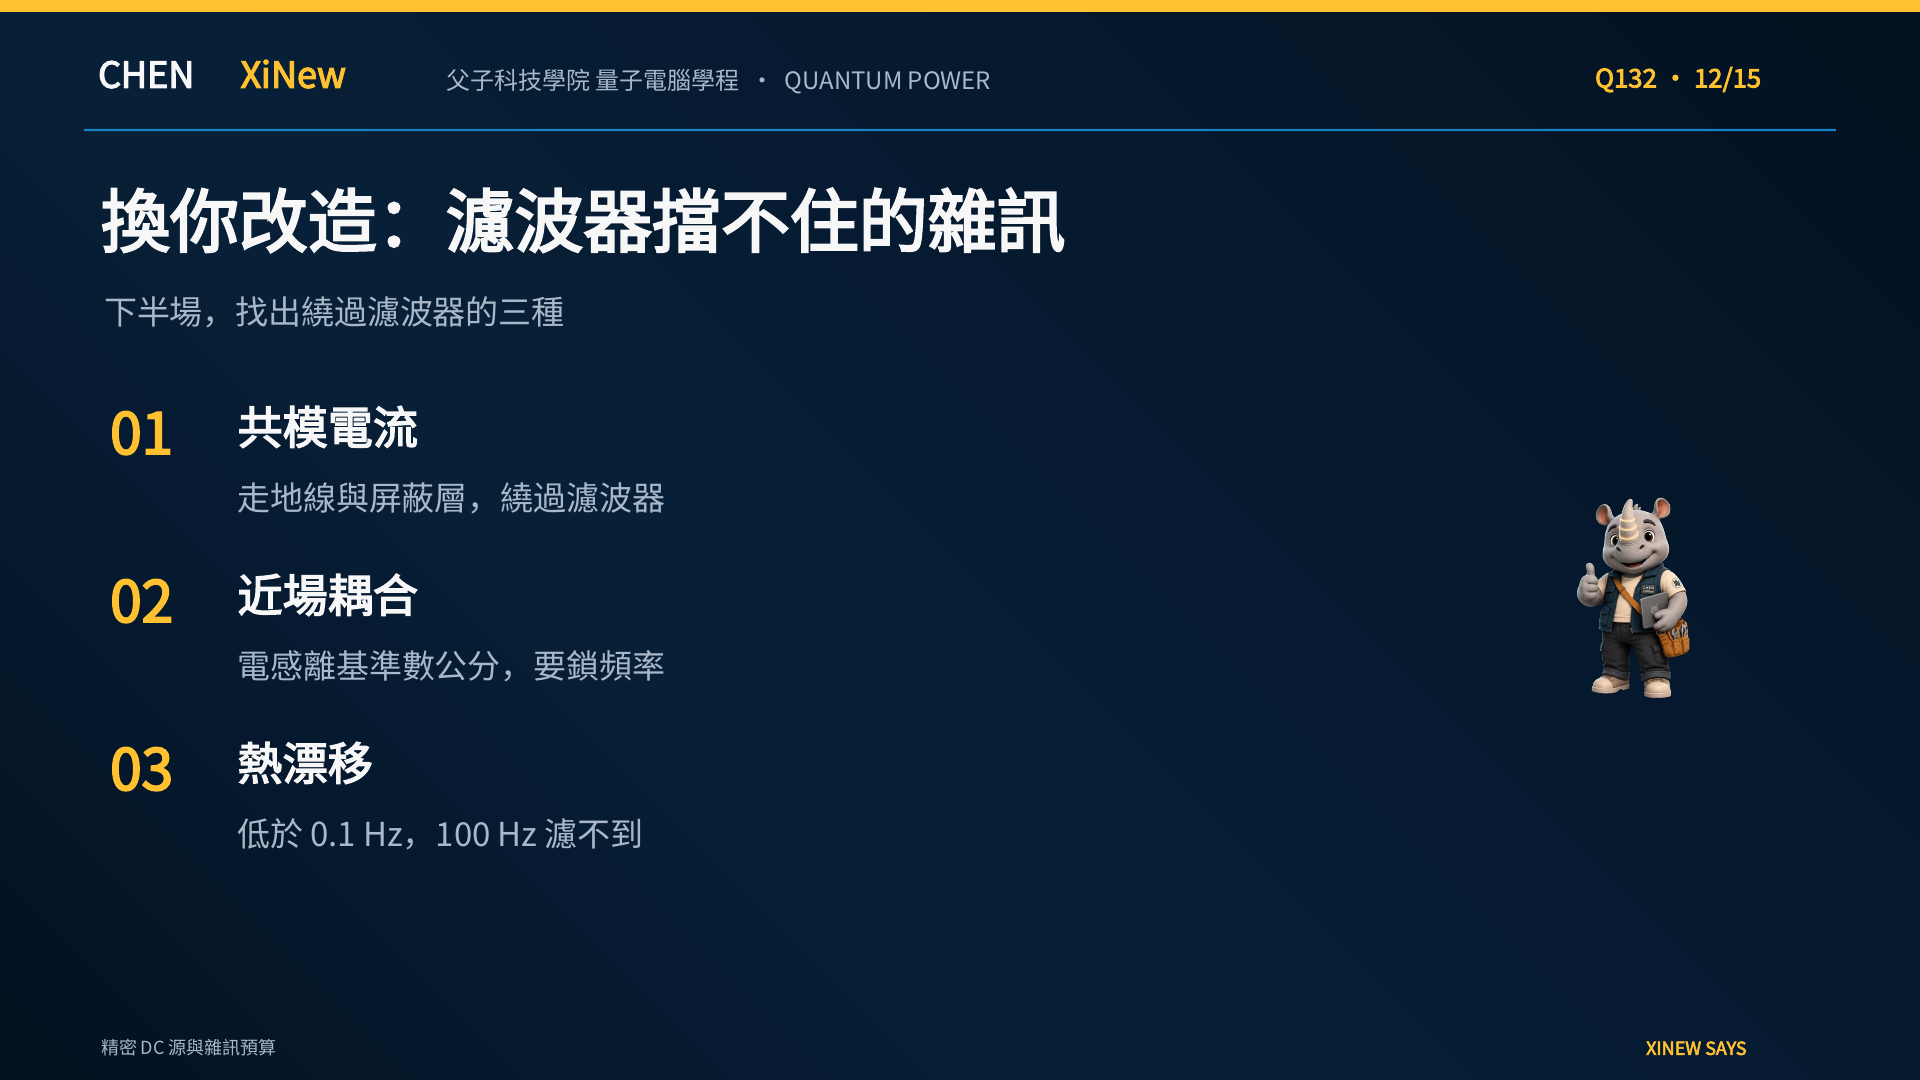 CHEN XiNew 父子科技學院 量子電腦學程 · QUANTUM POWER Q132 · 12/15
換你改造：濾波器擋不住的雜訊
下半場，找出繞過濾波器的三種
01 共模電流
走地線與屏蔽層，繞過濾波器
02 近場耦合
電感離基準數公分，要鎖頻率
03 熱漂移
低於 0.1 Hz，100 Hz 濾不到
精密 DC 源與雜訊預算 XINEW SAYS